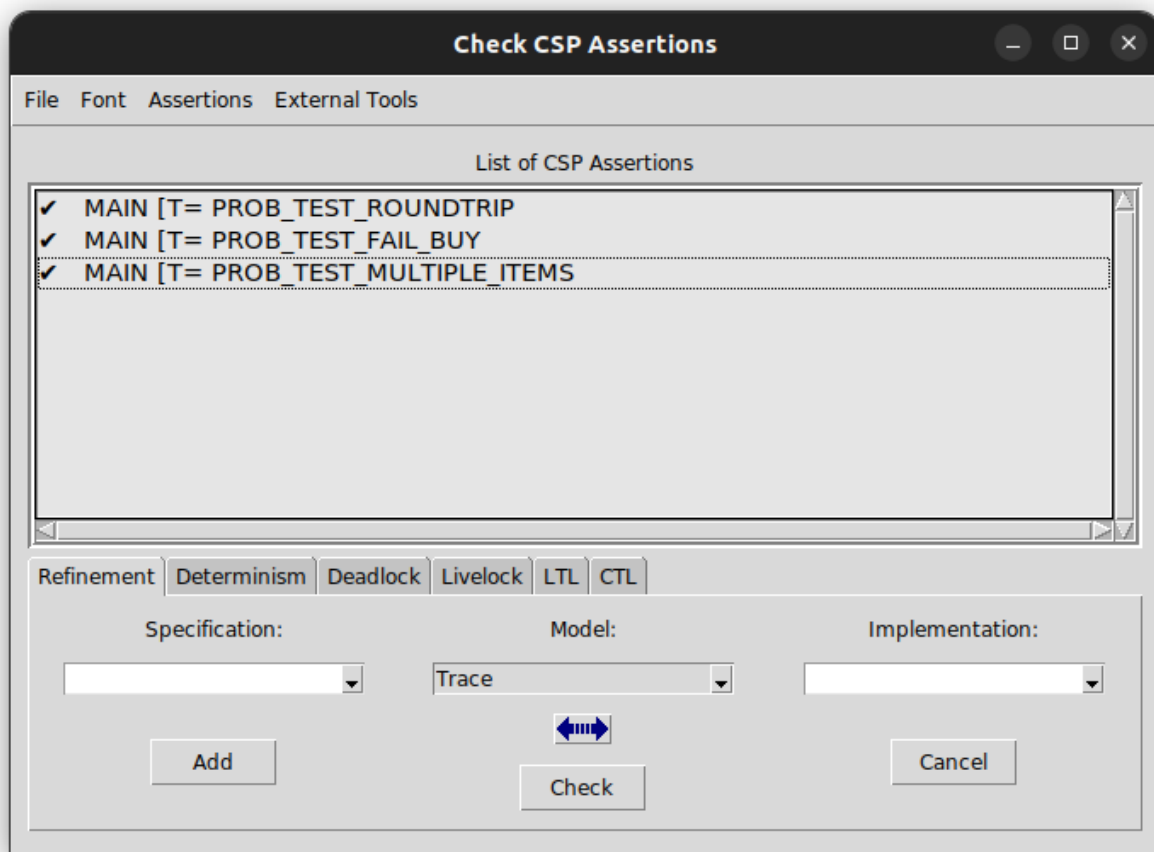 Check CSP Assertions
File Font Assertions External Tools
List of CSP Assertions
✔ MAIN [T= PROB_TEST_ROUNDTRIP
✔ MAIN [T= PROB_TEST_FAIL_BUY
✔ MAIN [T= PROB_TEST_MULTIPLE_ITEMS
Refinement Determinism Deadlock Livelock LTL CTL
Specification: Model: Implementation:
Trace
Add Cancel
Check